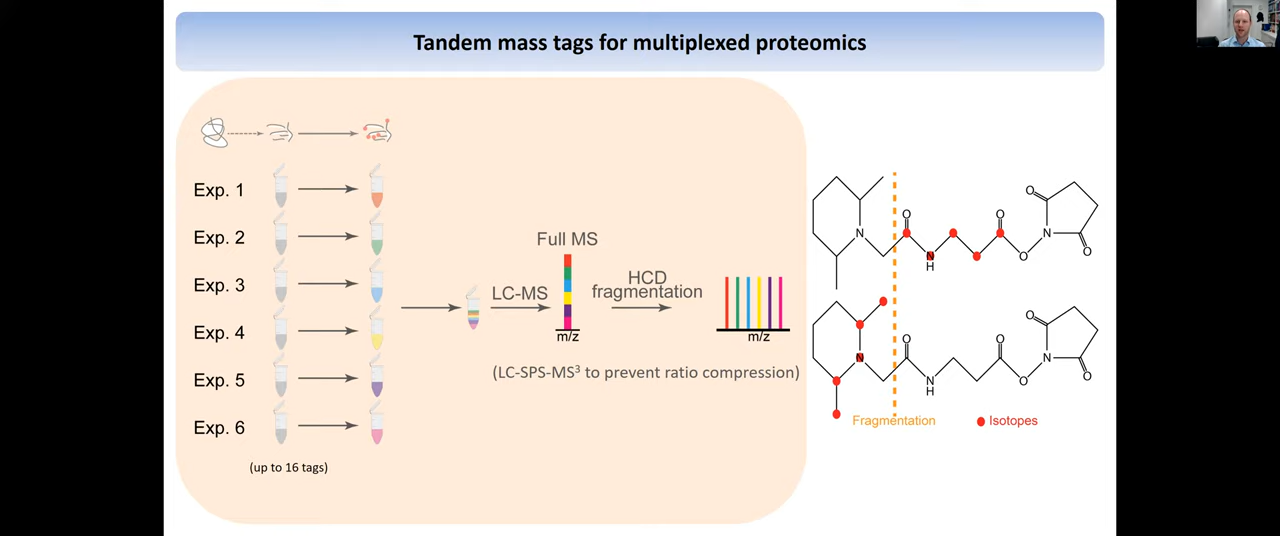 Tandem mass tags for multiplexed proteomics
Exp. 1
Exp. 2
Exp. 3
Exp. 4
Exp. 5
Exp. 6
(up to 16 tags)
LC-MS
Full MS
m/z
HCD
fragmentation
m/z
(LC-SPS-MS³ to prevent ratio compression)
N
O
N
H
O
O
O
N
O
N
O
N
H
O
O
O
N
O
Fragmentation
Isotopes